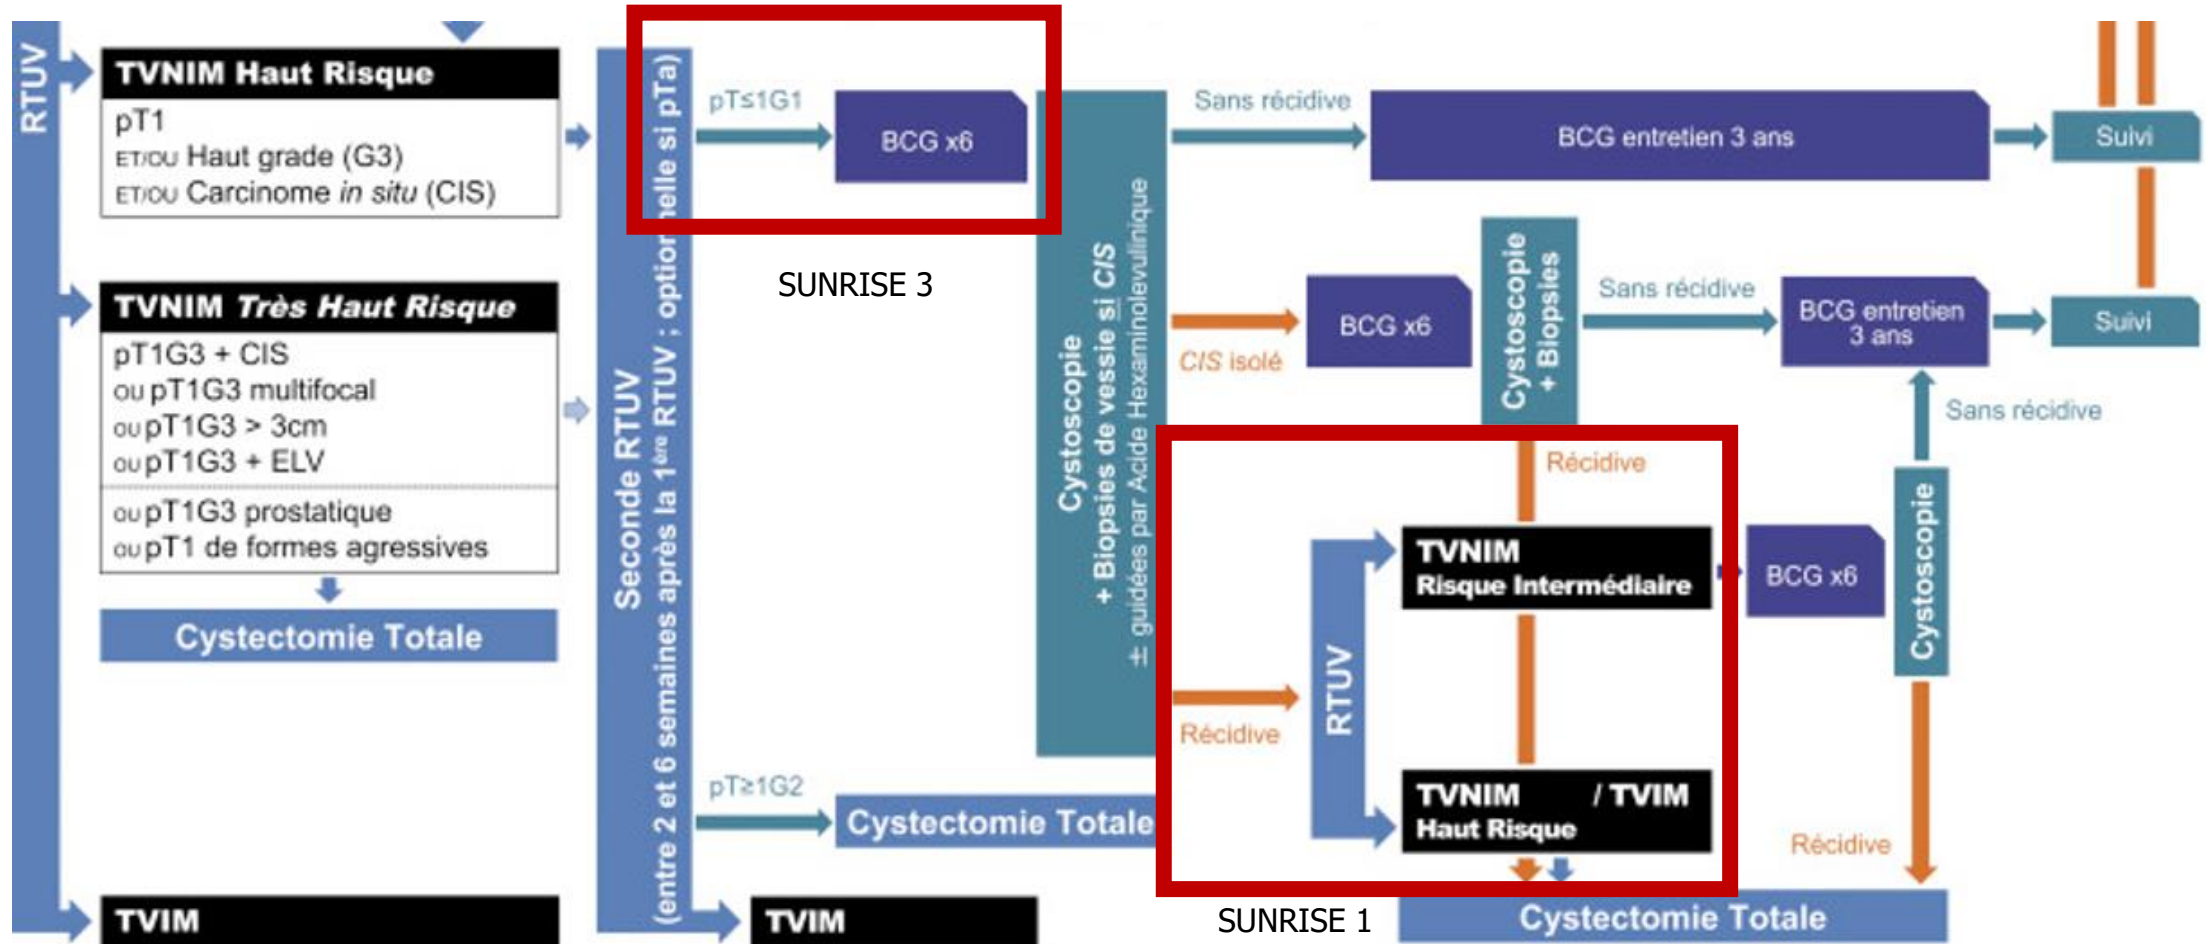 RTUV
TVNIM Haut Risque
pT1
ET/OU Haut grade (G3)
ET/OU Carcinome in situ (CIS)
TVNIM Très Haut Risque
pT1G3 + CIS
ou pT1G3 multifocal
ou pT1G3 > 3cm
ou pT1G3 + ELV
ou pT1G3 prostatique
ou pT1 de formes agressives
Cystectomie Totale
TVIM
Seconde RTUV
(entre 2 et 6 semaines après la 1ère RTUV ; optionnelle si pTa)
pT≤1G1
BCG x6
SUNRISE 3
pT≥1G2
Cystectomie Totale
TVIM
Cystoscopie
+ Biopsies de vessie si CIS
± guidées par Acide Hexaminolevulinique
Sans récidive
BCG entretien 3 ans
Suivi
CIS isolé
BCG x6
Cystoscopie
+ Biopsies
Sans récidive
BCG entretien
3 ans
Suivi
Récidive
Récidive
RTUV
TVNIM
Risque Intermédiaire
BCG x6
Cystoscopie
Sans récidive
Récidive
TVNIM / TVIM
Haut Risque
SUNRISE 1
Cystectomie Totale